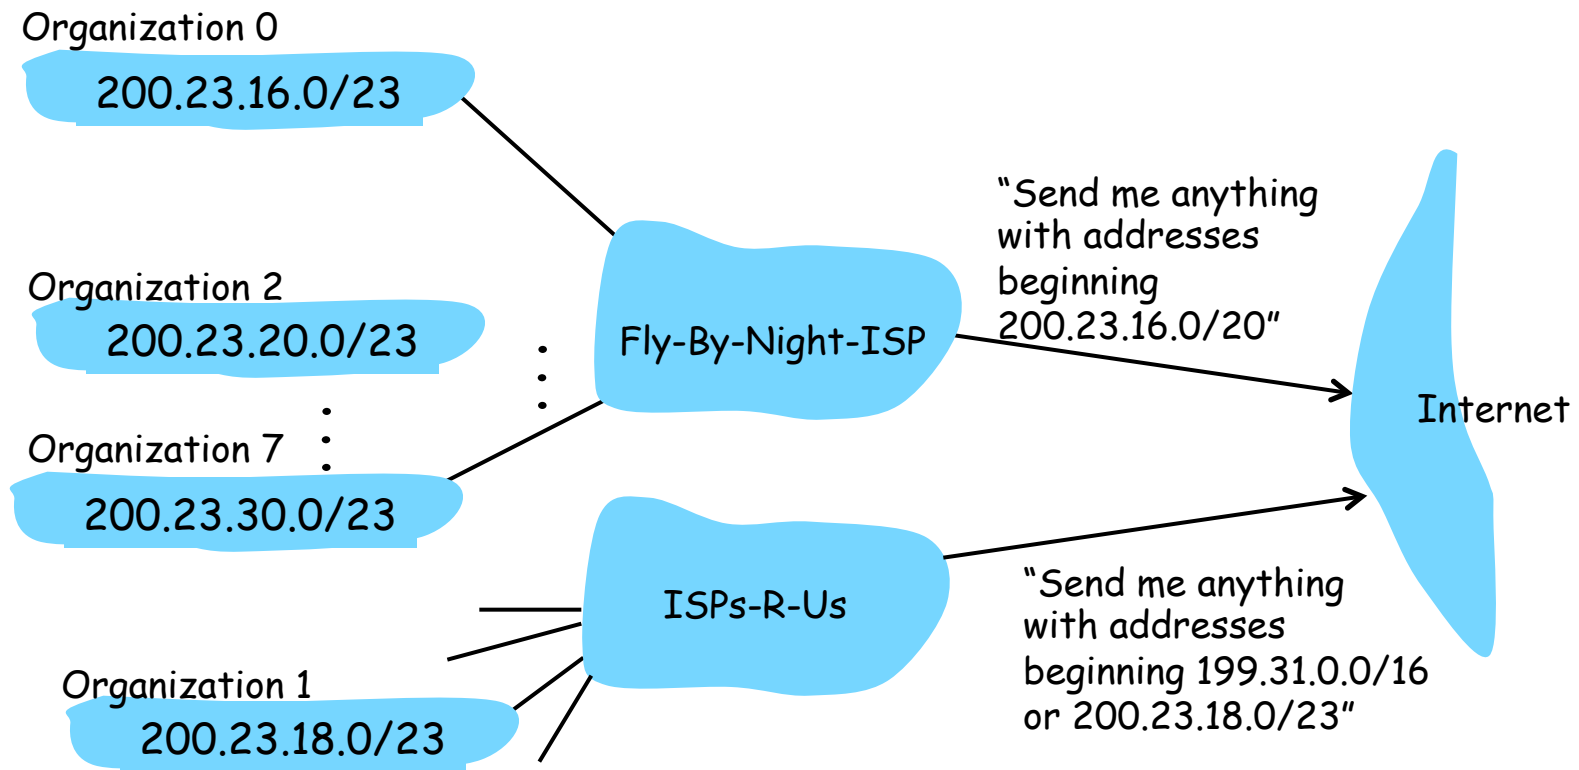 Organization 0
200.23.16.0/23
Organization 2
200.23.20.0/23
Organization 7
200.23.30.0/23
Fly-By-Night-ISP
“Send me anything
with addresses
beginning
200.23.16.0/20”
Internet
ISPs-R-Us
“Send me anything
with addresses
beginning 199.31.0.0/16
or 200.23.18.0/23”
Organization 1
200.23.18.0/23